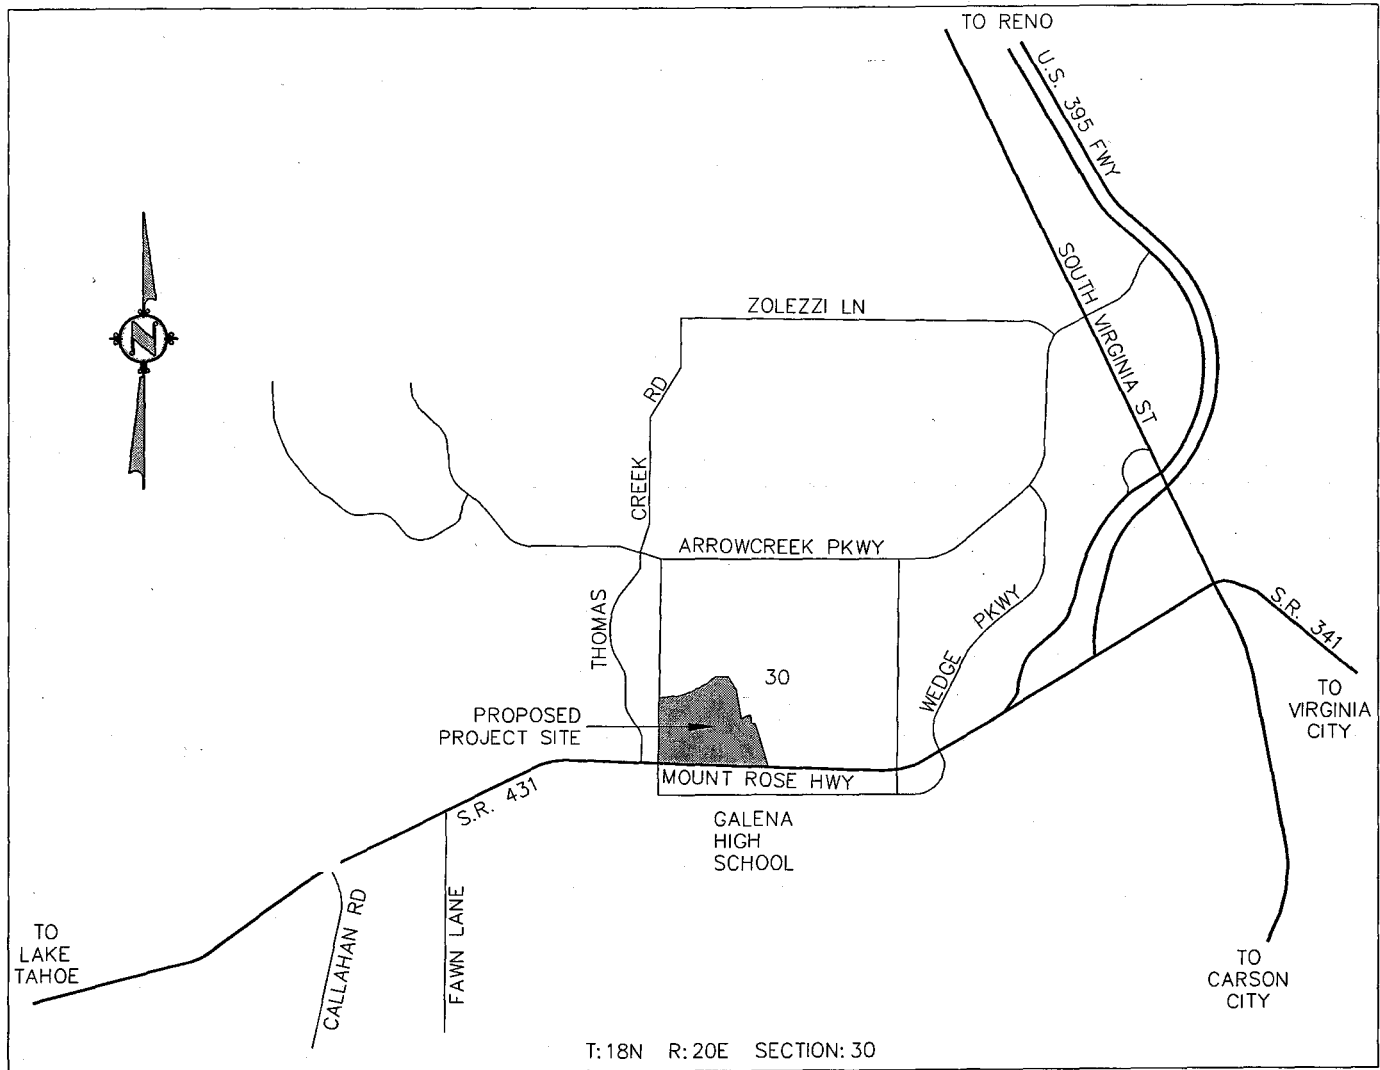 TO RENO
U.S. 395 FWY
SOUTH VIRGINIA ST
ZOLEZZI LN
N
THOMAS CREEK RD
ARROWCREEK PKWY
WEDGE PKWY
S.R. 341
TO
VIRGINIA
CITY
30
PROPOSED
PROJECT SITE
MOUNT ROSE HWY
S.R. 431
GALENA
HIGH
SCHOOL
CALLAHAN RD
FAWN LANE
TO
LAKE
TAHOE
TO
CARSON
CITY
T: 18N R: 20E SECTION: 30